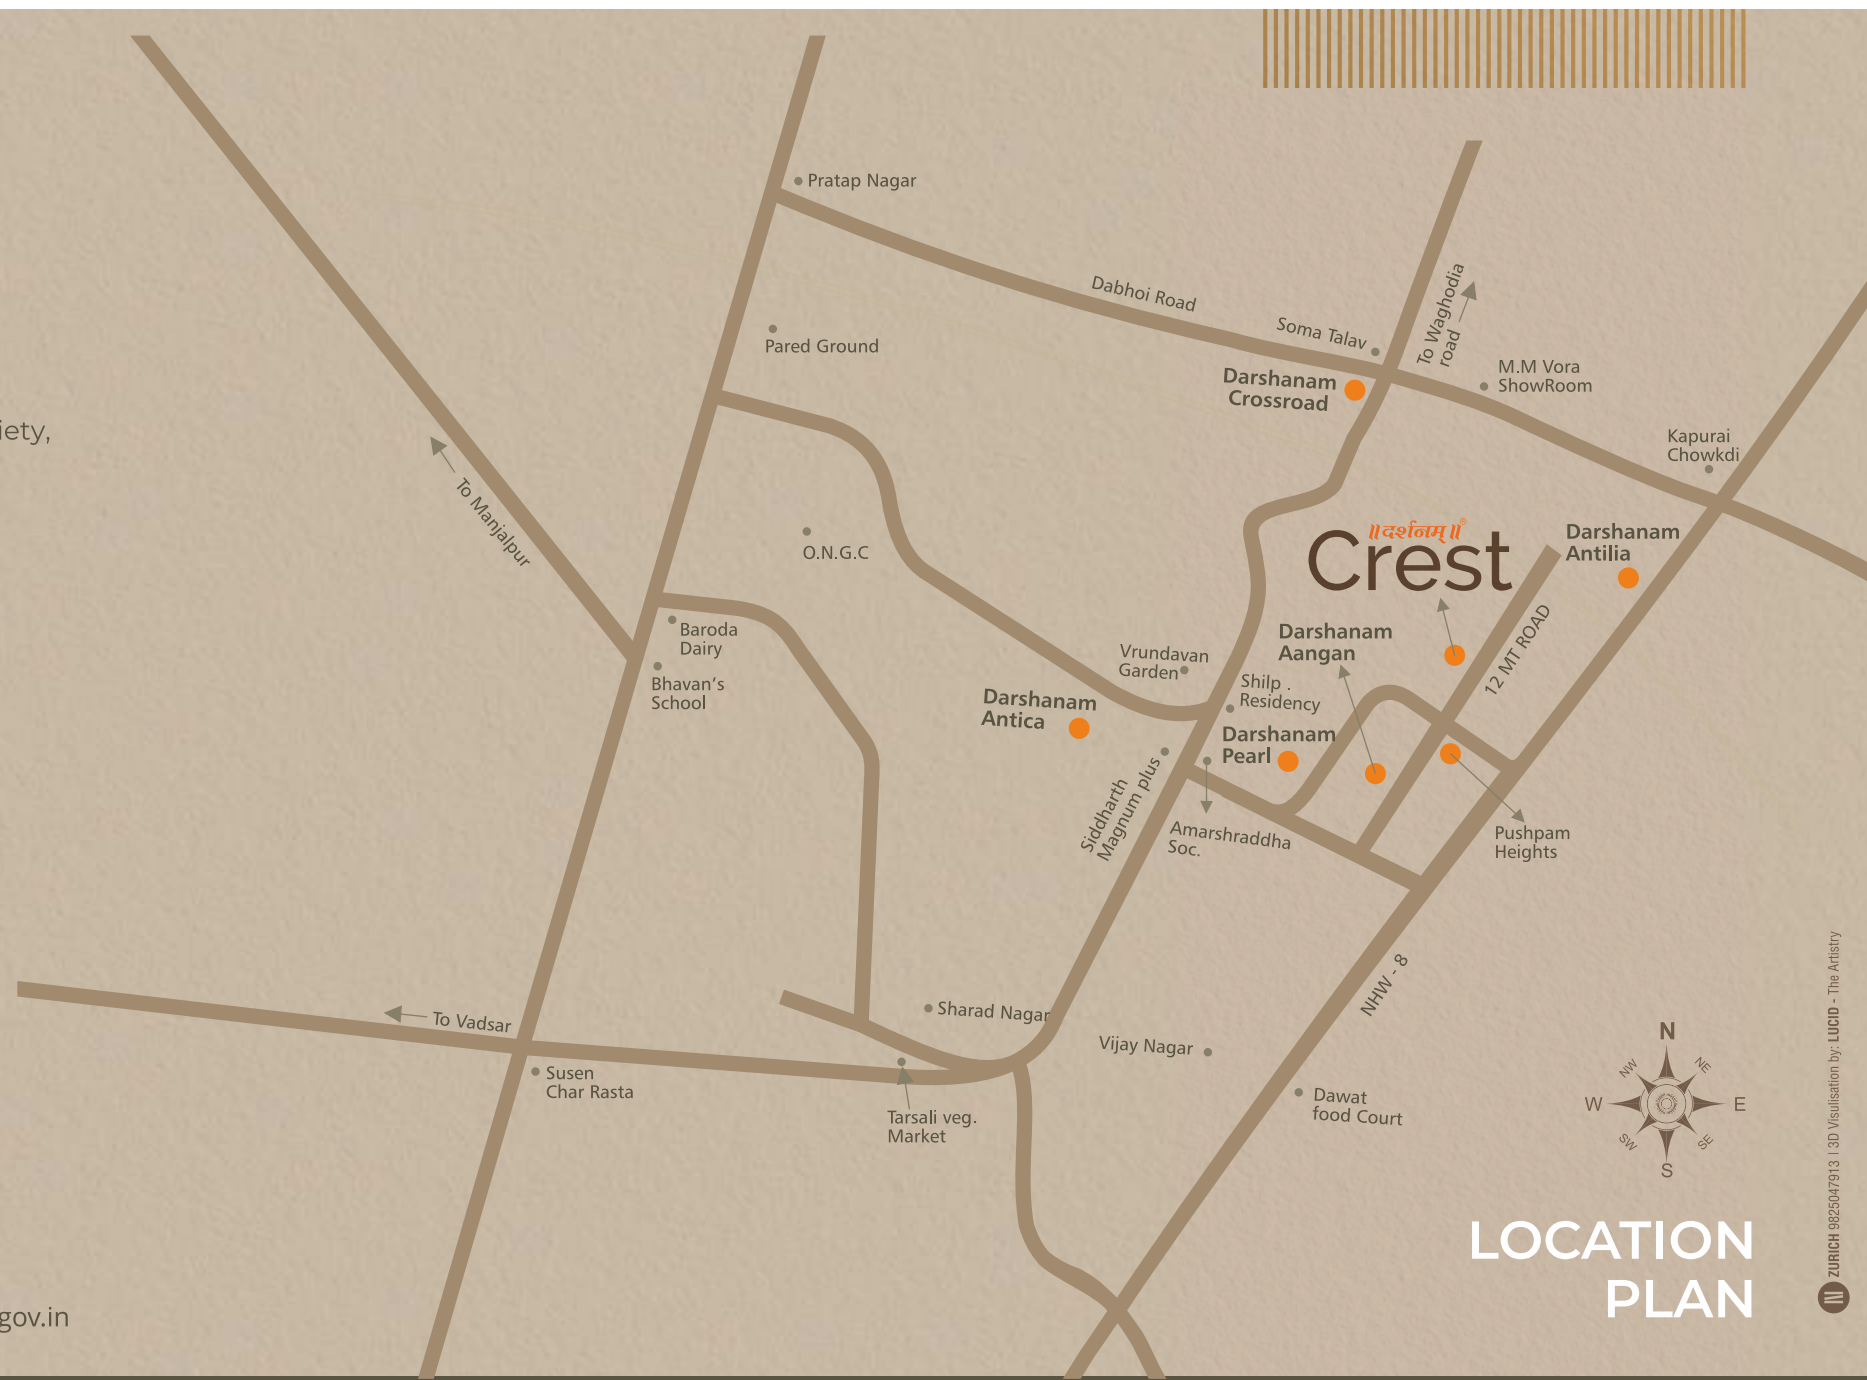 Pratap Nagar
Dabhoi Road
Soma Talav
To Waghodia
road
Pared Ground
M.M Vora
ShowRoom
Darshanam
Crossroad
iety,
Kapurai
Chowkdi
To Manjalpur
O.N.G.C
॥दर्शनम्॥®
Crest
Darshanam
Antilia
Baroda
Dairy
Bhavan's
School
Vrundavan
Garden
Darshanam
Aangan
12 MT ROAD
Shilp .
Residency
Darshanam
Antica
Darshanam
Pearl
Siddharth
Magnum plus
Amarshraddha
Soc.
Pushpam
Heights
NHW - 8
To Vadsar
Sharad Nagar
Vijay Nagar
Susen
Char Rasta
Tarsali veg.
Market
Dawat
food Court
N
NW
NE
W
E
SW
SE
S
LOCATION
PLAN
gov.in
ZURICH 9825047913 | 3D Visulisation by: LUCID - The Artistry